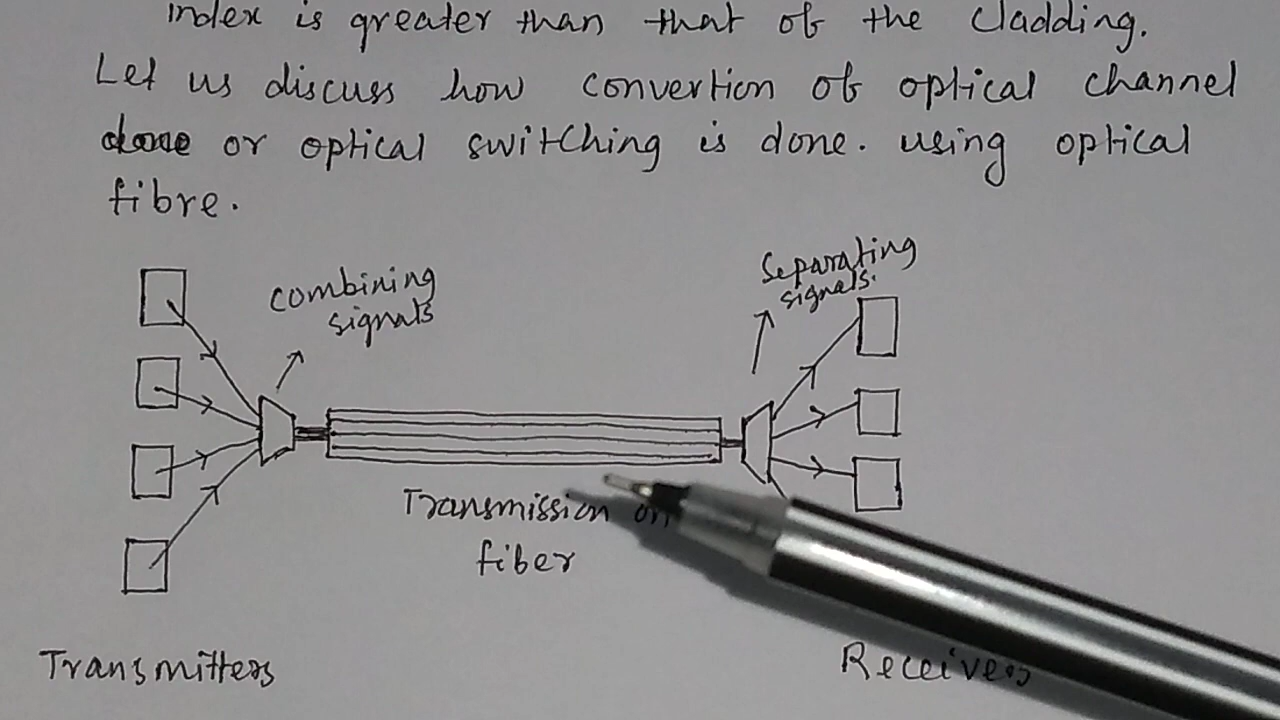 index is greater than that of the cladding.
Let us discuss how convertion of optical channel
done or optical switching is done. using optical
fibre.
Separating
signals.
combining
signals
Transmission on
fiber
Transmitters
Receivers